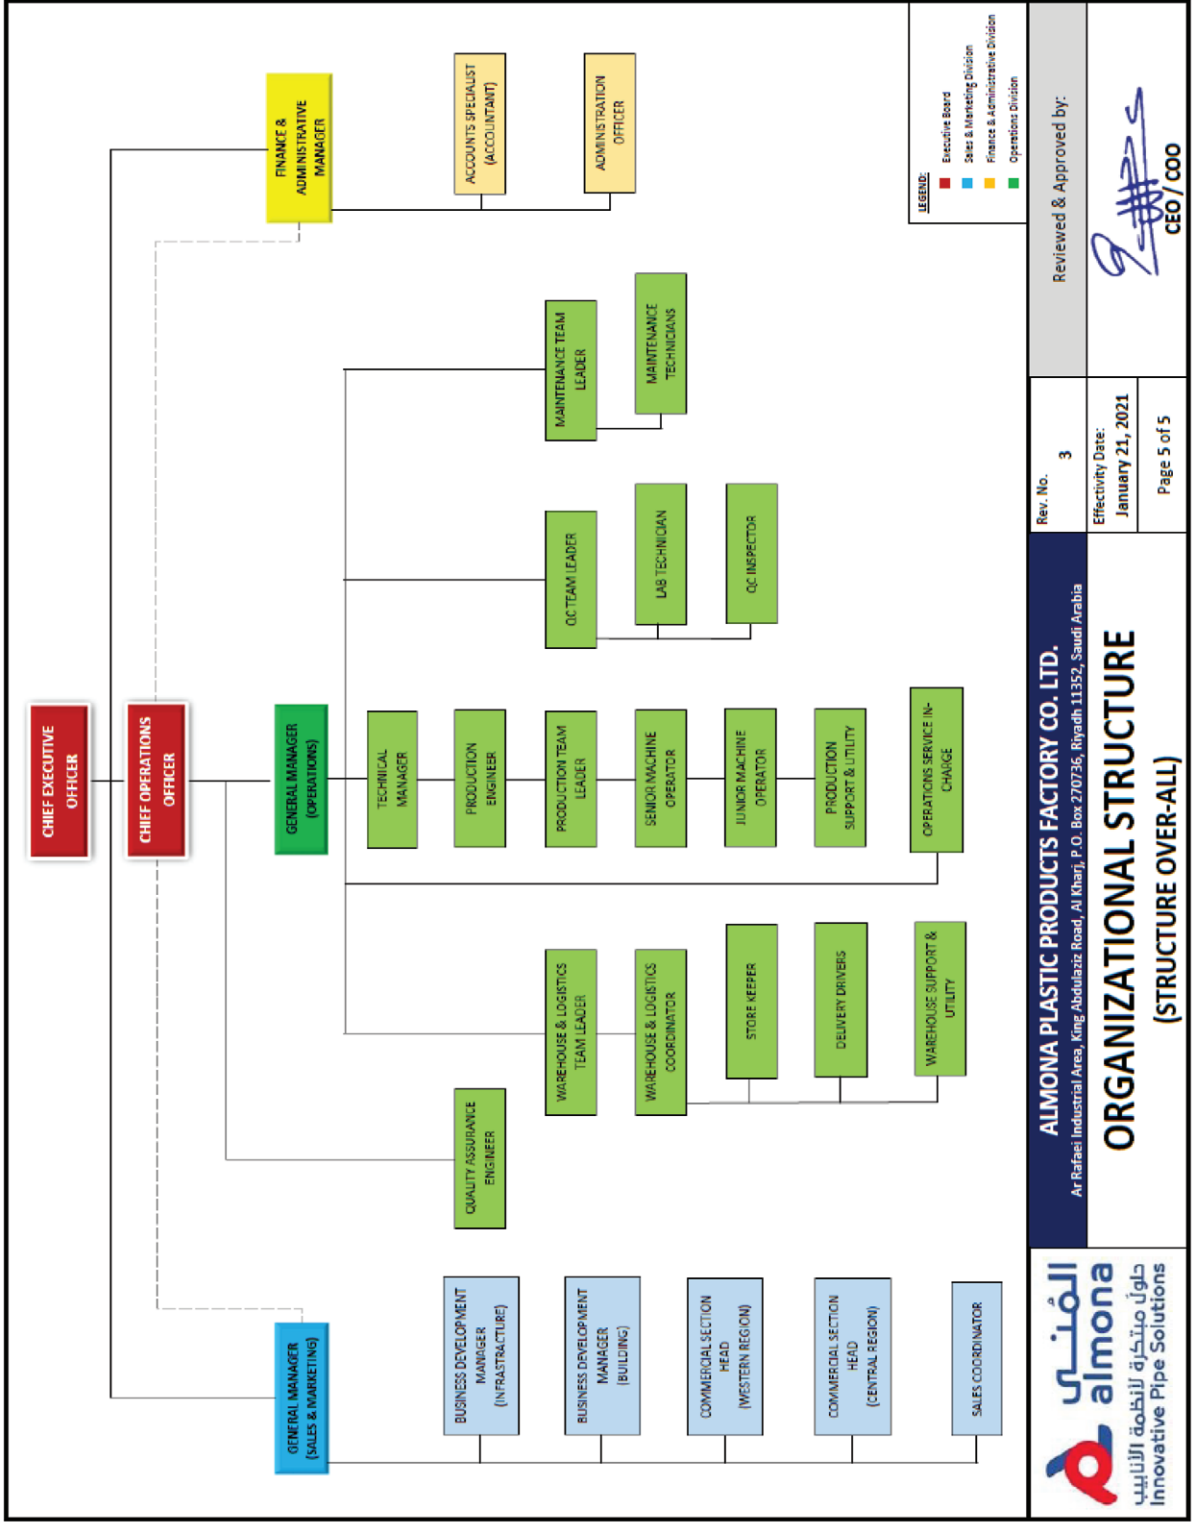 CHIEF EXECUTIVE
OFFICER
CHIEF OPERATIONS
OFFICER
GENERAL MANAGER
(SALES & MARKETING)
GENERAL MANAGER
(OPERATIONS)
FINANCE &
ADMINISTRATIVE
MANAGER
BUSINESS DEVELOPMENT
MANAGER
(INFRASTRACTURE)
BUSINESS DEVELOPMENT
MANAGER
(BUILDING)
COMMERCIAL SECTION
HEAD
(WESTERN REGION)
COMMERCIAL SECTION
HEAD
(CENTRAL REGION)
SALES COORDINATOR
QUALITY ASSURANCE
ENGINEER
WAREHOUSE & LOGISTICS
TEAM LEADER
WAREHOUSE & LOGISTICS
COORDINATOR
STORE KEEPER
DELIVERY DRIVERS
WAREHOUSE SUPPORT &
UTILITY
TECHNICAL
MANAGER
PRODUCTION
ENGINEER
PRODUCTION TEAM
LEADER
SENIOR MACHINE
OPERATOR
JUNIOR MACHINE
OPERATOR
PRODUCTION
SUPPORT & UTILITY
OPERATIONS SERVICE IN-
CHARGE
QC TEAM LEADER
LAB TECHNICIAN
QC INSPECTOR
MAINTENANCE TEAM
LEADER
MAINTENANCE
TECHNICIANS
ACCOUNTS SPECIALIST
(ACCOUNTANT)
ADMINISTRATION
OFFICER
LEGEND:
Executive Board
Sales & Marketing Division
Finance & Administrative Division
Operations Division
المُنـى
almona
حلول مبتكرة لأنظمة الأنابيب
Innovative Pipe Solutions
ALMONA PLASTIC PRODUCTS FACTORY CO. LTD.
Ar Rafaei Industrial Area, King Abdulaziz Road, Al Kharj, P.O. Box 270736, Riyadh 11352, Saudi Arabia
ORGANIZATIONAL STRUCTURE
(STRUCTURE OVER-ALL)
Rev. No.
3
Effectivity Date:
January 21, 2021
Page 5 of 5
Reviewed & Approved by:
CEO / COO